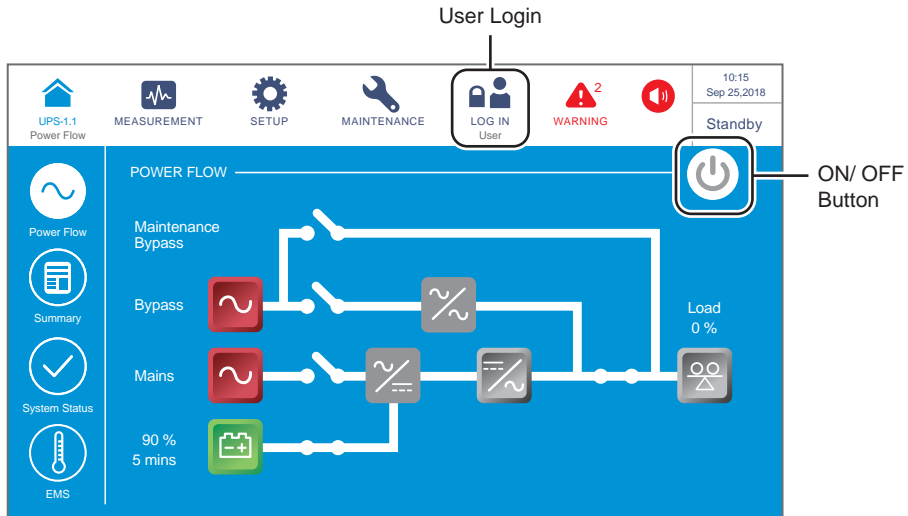 User Login
10:15
Sep 25,2018
UPS-1.1
Power Flow
MEASUREMENT
SETUP
MAINTENANCE
LOG IN
User
2
WARNING
Standby
POWER FLOW
ON/ OFF
Button
Power Flow
Maintenance
Bypass
Summary
Bypass
Load
0 %
Mains
System Status
90 %
5 mins
EMS